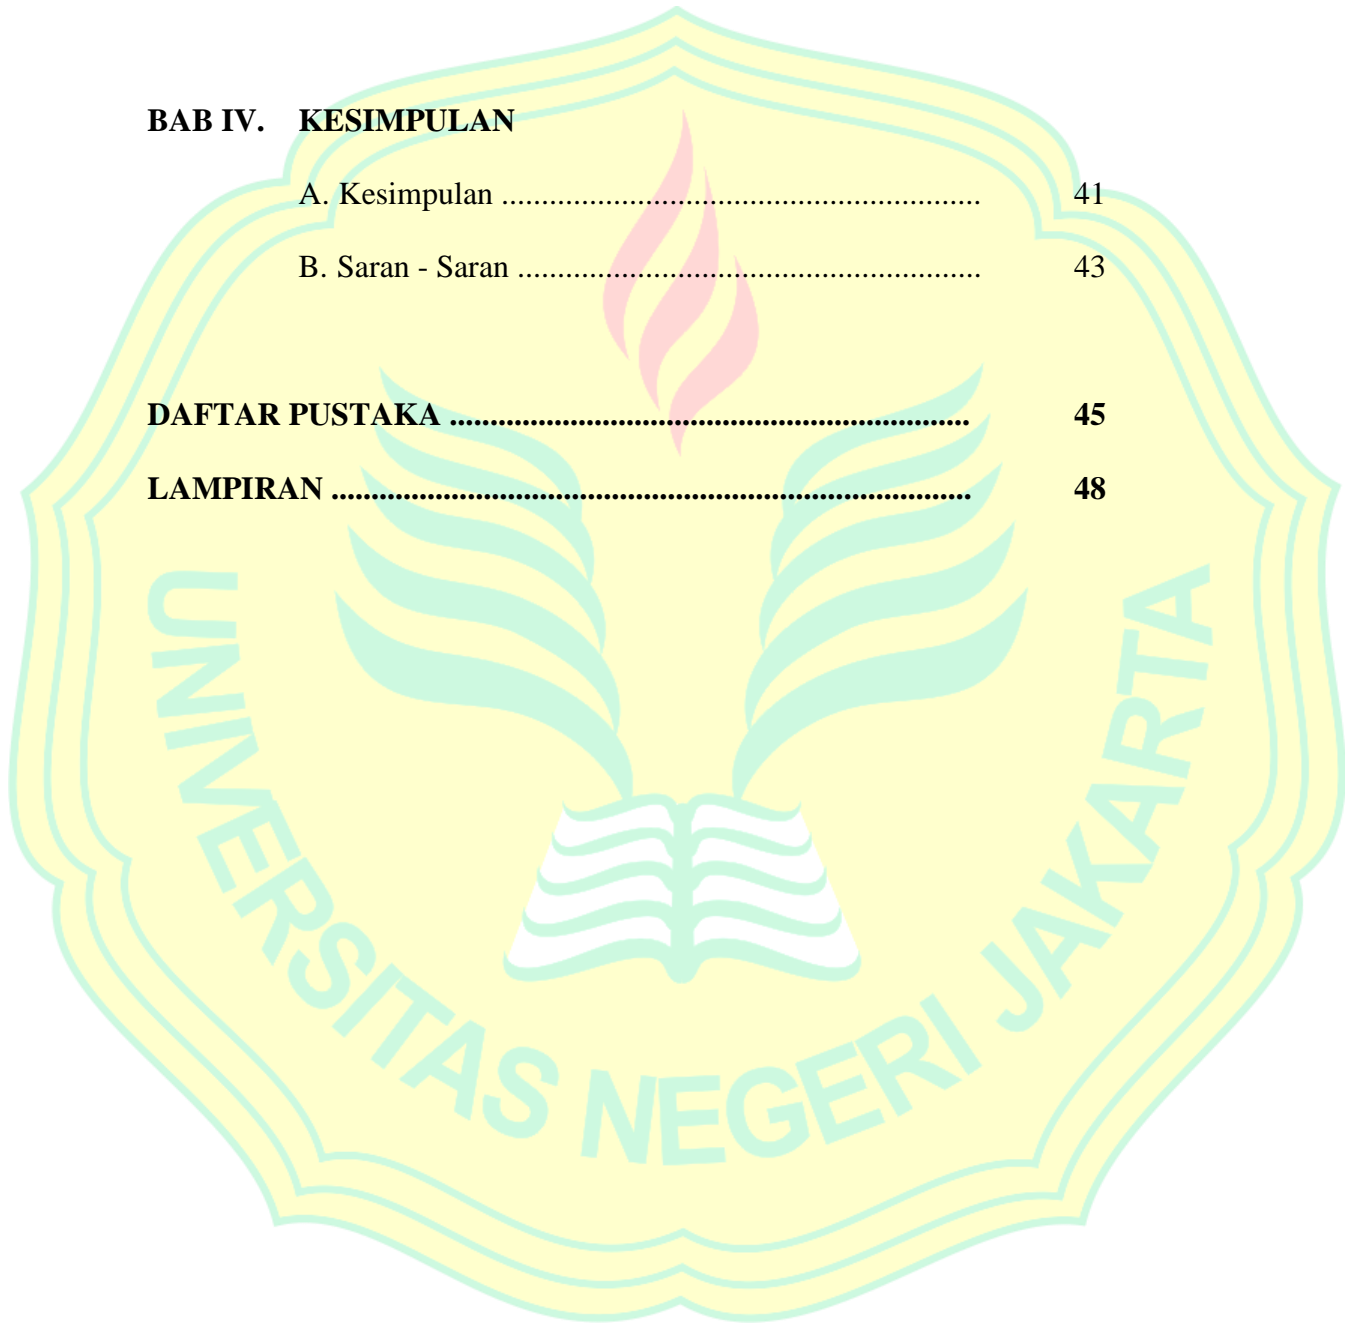 BAB IV. KESIMPULAN
A. Kesimpulan ............................................................ 41
B. Saran - Saran .......................................................... 43
DAFTAR PUSTAKA ................................................................ 45
LAMPIRAN ............................................................................... 48
UNIVERSITAS NEGERI JAKARTA